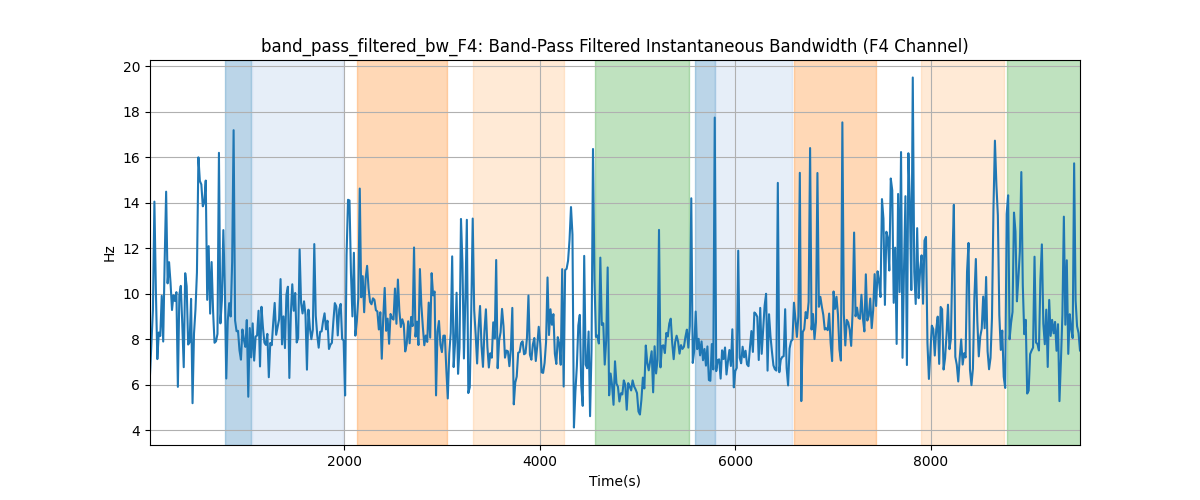 band_pass_filtered_bw_F4: Band-Pass Filtered Instantaneous Bandwidth (F4 Channel)
20
18
16
14
12
10
8
6
4
Hz
2000 4000 6000 8000
Time(s)